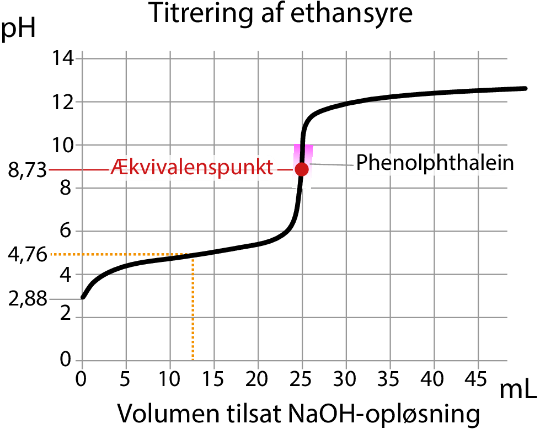 Titrering af ethansyre
pH
14
12
10
8,73
Ækvivalenspunkt
Phenolphthalein
8
6
4,76
4
2,88
2
0
0 5 10 15 20 25 30 35 40 45 mL
Volumen tilsat NaOH-opløsning